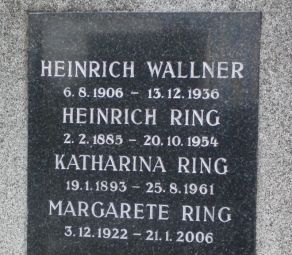 HEINRICH WALLNER
6.8.1906 - 13.12.1936
HEINRICH RING
2.2.1885 - 20.10.1954
KATHARINA RING
19.1.1893 - 25.8.1961
MARGARETE RING
3.12.1922 - 21.1.2006